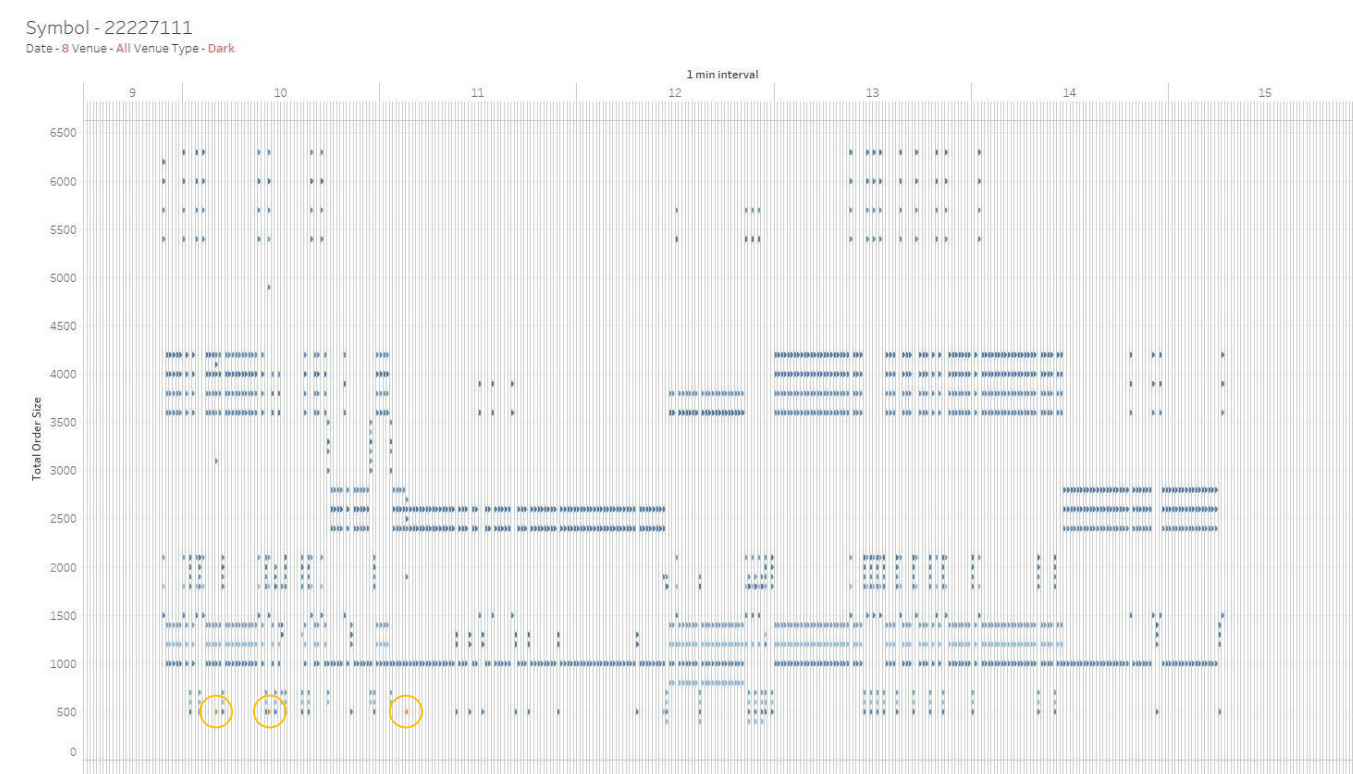 Symbol - 22227111
Date - 8 Venue - All Venue Type - Dark
1 min interval
9 10 11 12 13 14 15
Total Order Size
6500
6000
5500
5000
4500
4000
3500
3000
2500
2000
1500
1000
500
0